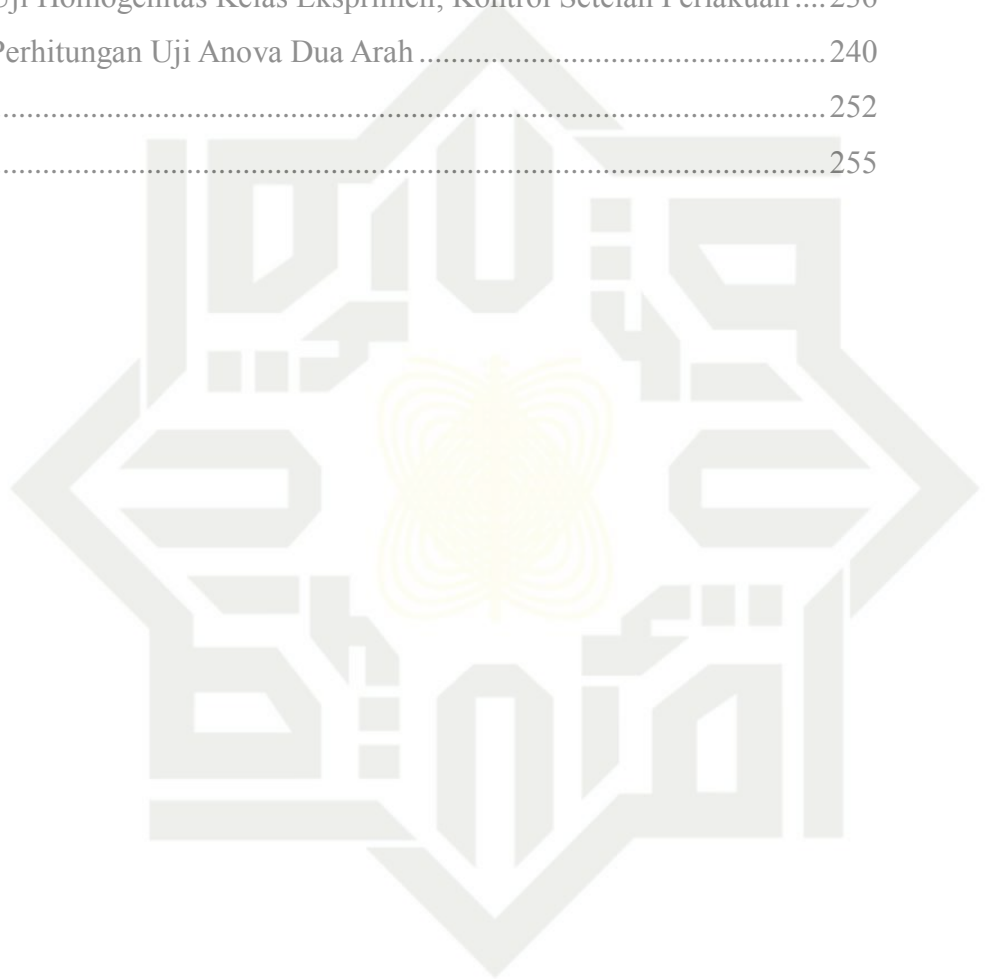 Uji Homogenitas Kelas Eksprimen, Kontrol Setelah Perlakuan ....
Perhitungan Uji Anova Dua Arah .................................................. 240
.................................................................................................... 252
.................................................................................................... 255